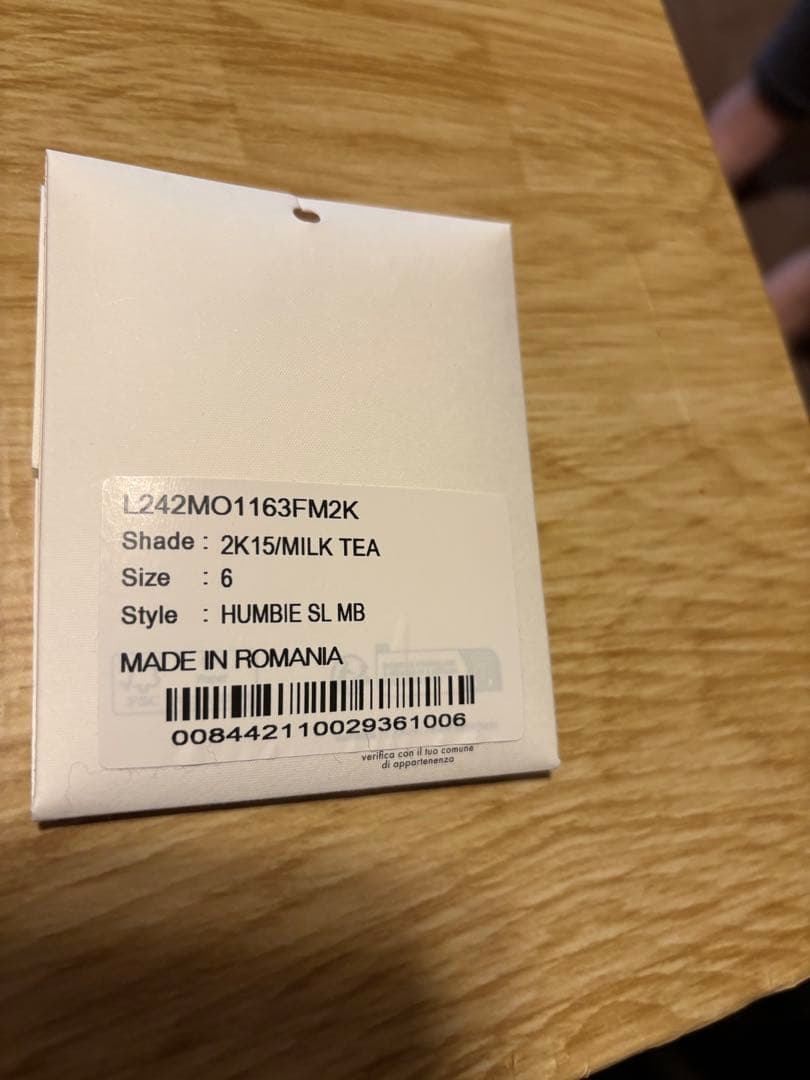 L242MO1163FM2K
Shade : 2K15/MILK TEA
Size : 6
Style : HUMBIE SL MB
MADE IN ROMANIA
008442110029361006
verifica con il tuo comune
di appartenenza